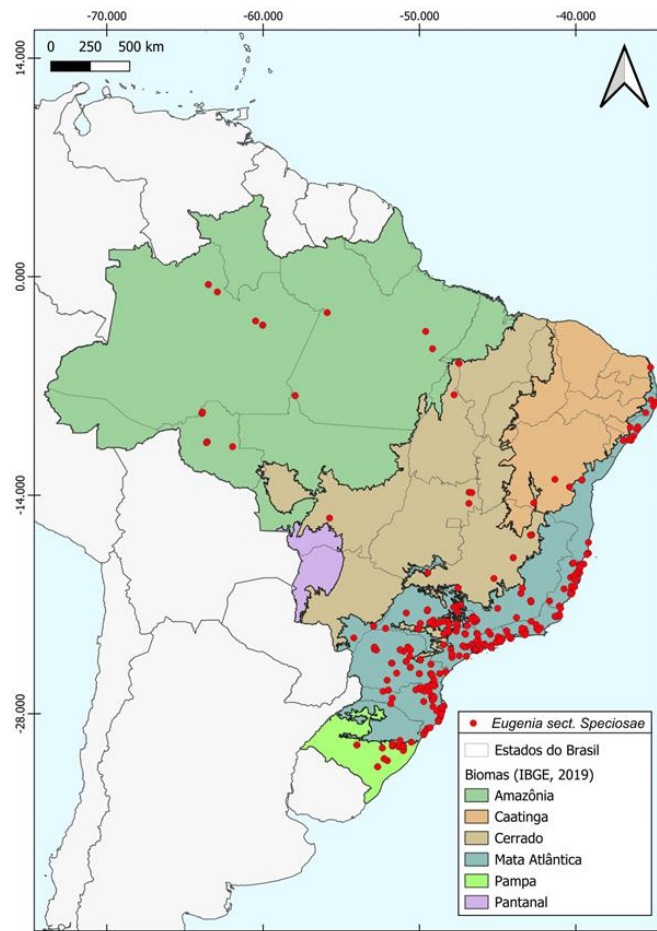 -70.000 -60.000 -50.000 -40.000
0 250 500 km
14.000
0.000
-14.000
-28.000
Eugenia sect. Speciosae
Estados do Brasil
Biomas (IBGE, 2019)
Amazônia
Caatinga
Cerrado
Mata Atlântica
Pampa
Pantanal